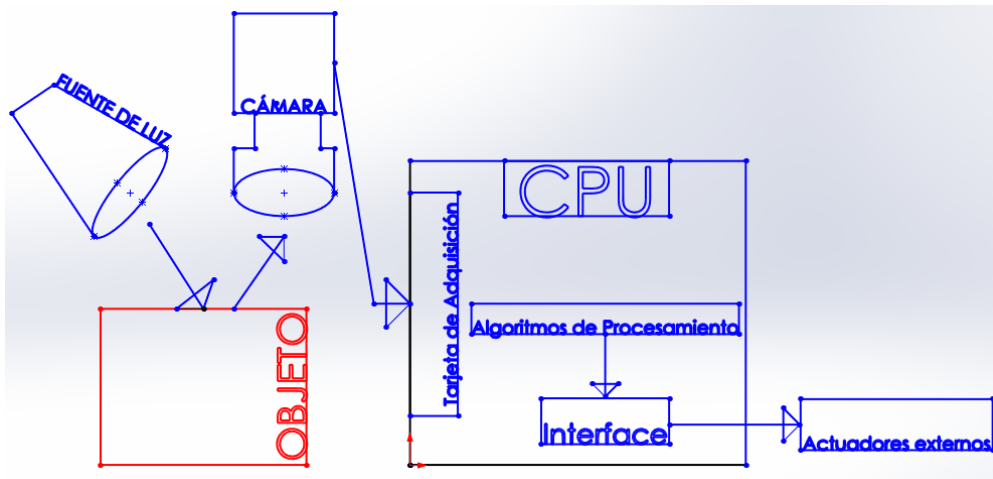 FUENTE DE LUZ
CÁMARA
OBJETO
CPU
Tarjeta de Adquisición
Algoritmos de Procesamiento
Interface
Actuadores externos